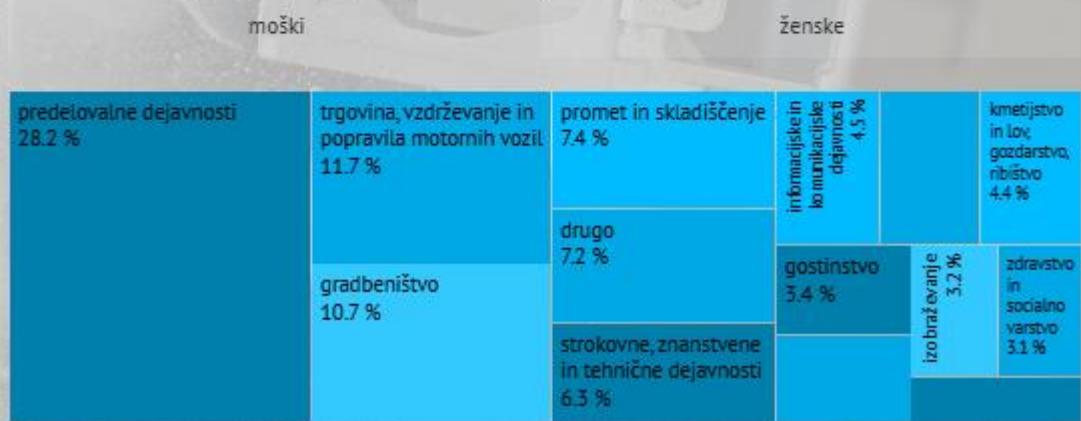 moški
ženske
predelovalne dejavnosti
28.2 %
trgovina, vzdrževanje in
popravila motornih vozil
11.7 %
gradbeništvo
10.7 %
promet in skladiščenje
7.4 %
drugo
7.2 %
strokovne, znanstvene
in tehnične dejavnosti
6.3 %
informacijske in
komunikacijske
dejavnosti
4.5 %
kmetijstvo
in lov,
gozdarstvo,
ribištvo
4.4 %
gostinstvo
3.4 %
izobraževanje
3.2 %
zdravstvo
in
socialno
varstvo
3.1 %